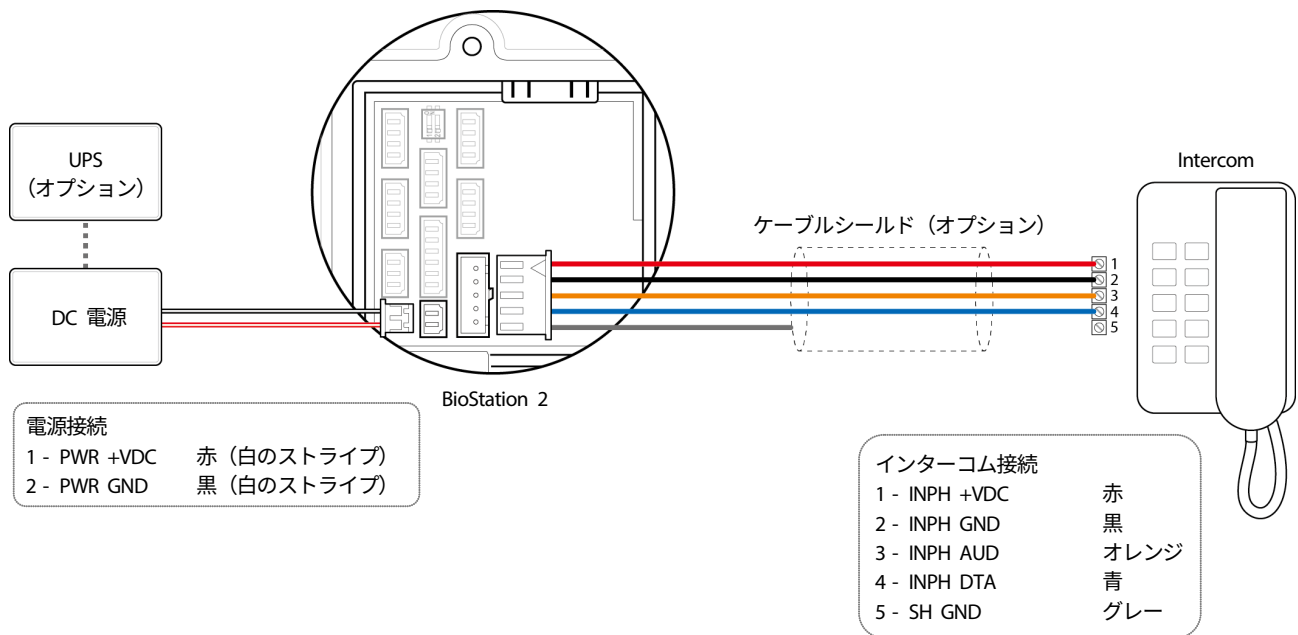 UPS
（オプション）
DC 電源
BioStation 2
ケーブルシールド（オプション）
Intercom
1
2
3
4
5
電源接続
1 - PWR +VDC 赤（白のストライプ）
2 - PWR GND 黒（白のストライプ）
インターコム接続
1 - INPH +VDC 赤
2 - INPH GND 黒
3 - INPH AUD オレンジ
4 - INPH DTA 青
5 - SH GND グレー